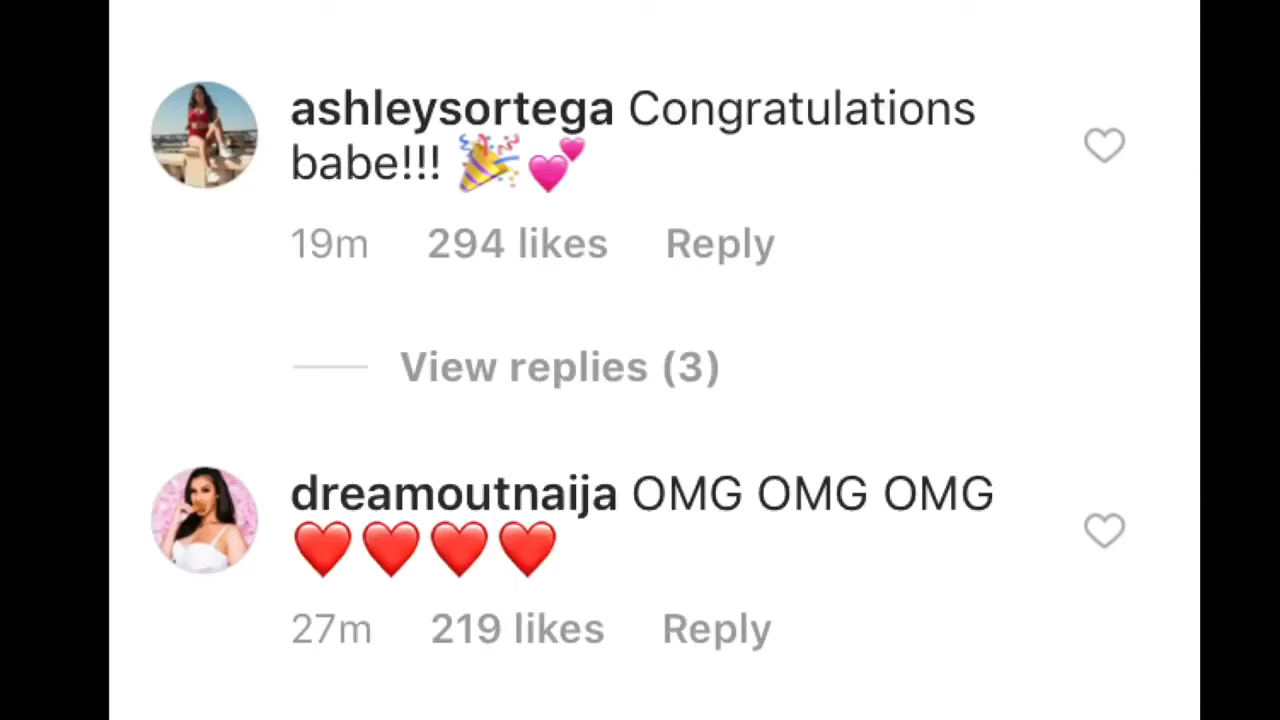 ashleysortega Congratulations
babe!!! 🎉💕
19m 294 likes Reply
View replies (3)
dreamoutnaija OMG OMG OMG
❤️❤️❤️❤️
27m 219 likes Reply